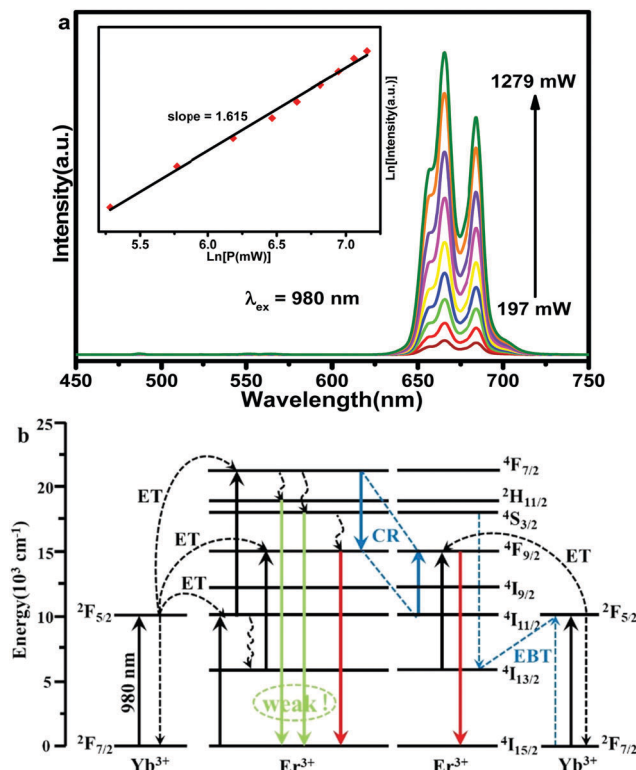 a
slope = 1.615
Ln[Intensity(a.u.)]
5.5 6.0 6.5 7.0
Ln[P(mW)]
λex = 980 nm
1279 mW
197 mW
Intensity(a.u.)
450 500 550 600 650 700 750
Wavelength(nm)
b
Energy(10³ cm⁻¹)
25
20
15
10
5
0
ET
ET
ET
²F5/2
980 nm
²F7/2
Yb³⁺
weak !
Er³⁺
CR
⁴F7/2
²H11/2
⁴S3/2
⁴F9/2
⁴I9/2
⁴I11/2
⁴I13/2
⁴I15/2
Er³⁺
ET
EBT
²F5/2
²F7/2
Yb³⁺